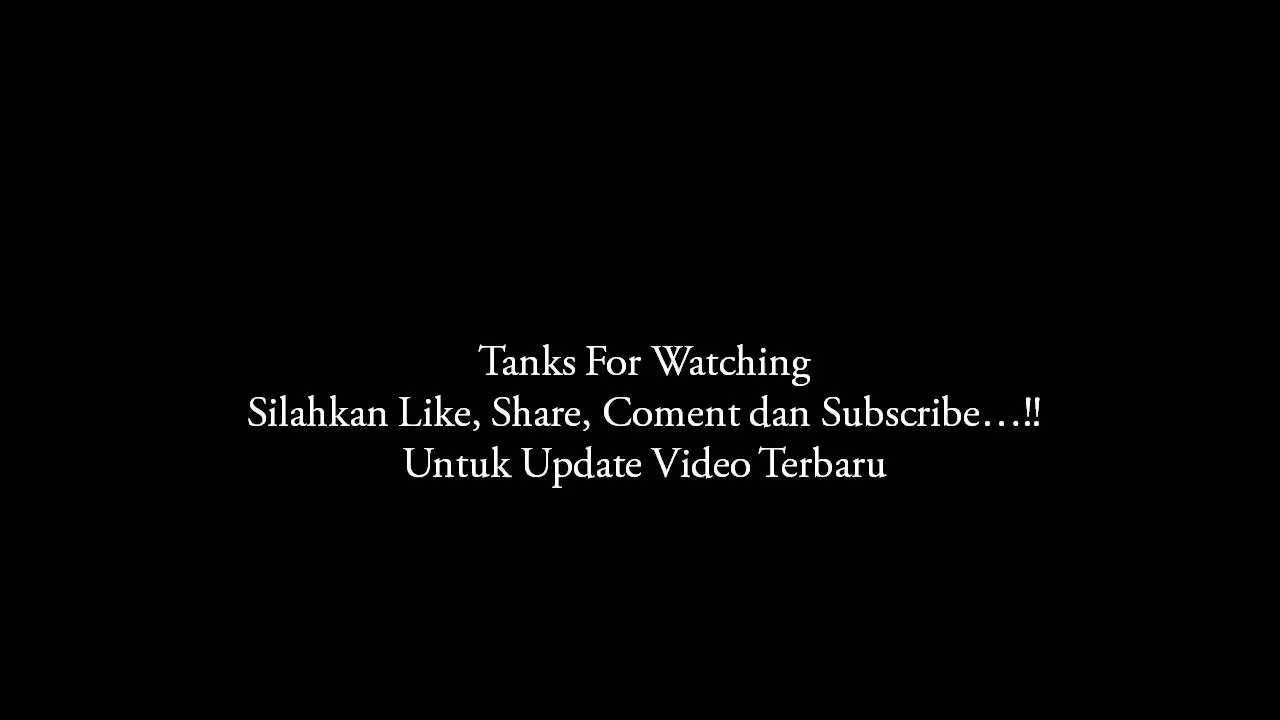 Tanks For Watching
Silahkan Like, Share, Coment dan Subscribe...!!
Untuk Update Video Terbaru